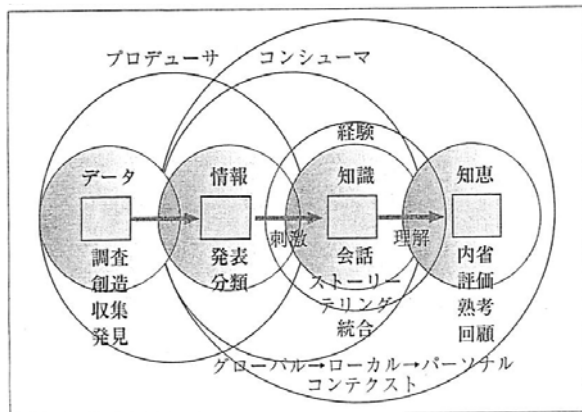 プロデューサ
コンシューマ
経験
データ
情報
知識
知恵
刺激
理解
調査
創造
収集
発見
発表
分類
会話
ストーリー
テリング
統合
内省
評価
熟考
回顧
グローバル→ローカル→パーソナル
コンテクスト